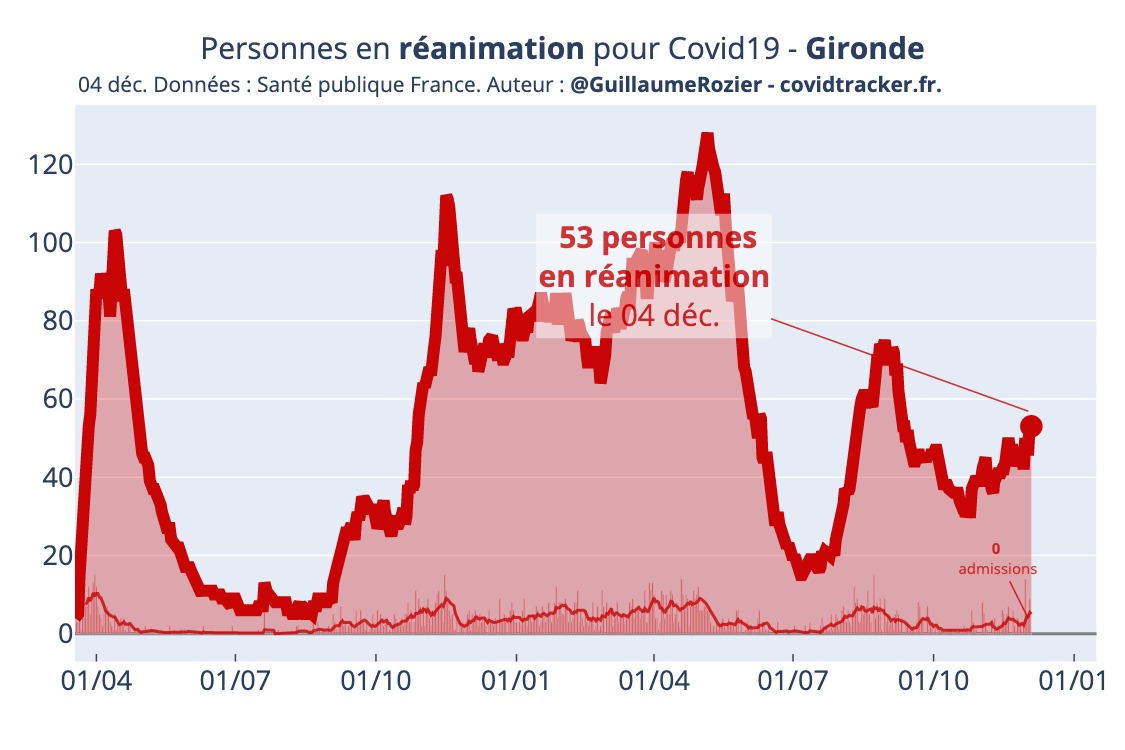 Personnes en réanimation pour Covid19 - Gironde
04 déc. Données : Santé publique France. Auteur : @GuillaumeRozier - covidtracker.fr.
120
100
80
60
40
20
0
53 personnes
en réanimation
le 04 déc.
0
admissions
01/04
01/07
01/10
01/01
01/04
01/07
01/10
01/01